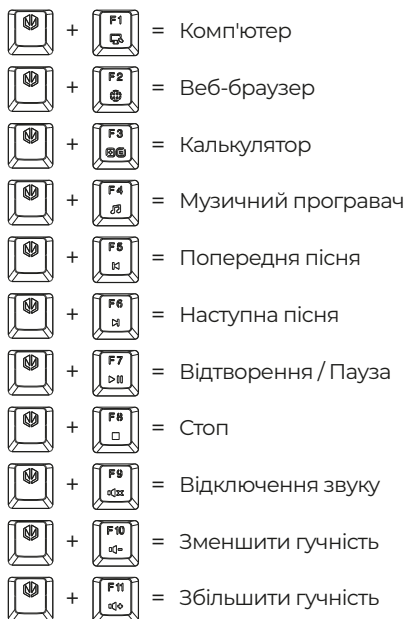 + F1 = Комп'ютер
+ F2 = Веб-браузер
+ F3 = Калькулятор
+ F4 = Музичний програвач
+ F5 = Попередня пісня
+ F6 = Наступна пісня
+ F7 = Відтворення / Пауза
+ F8 = Стоп
+ F9 = Відключення звуку
+ F10 = Зменшити гучність
+ F11 = Збільшити гучність